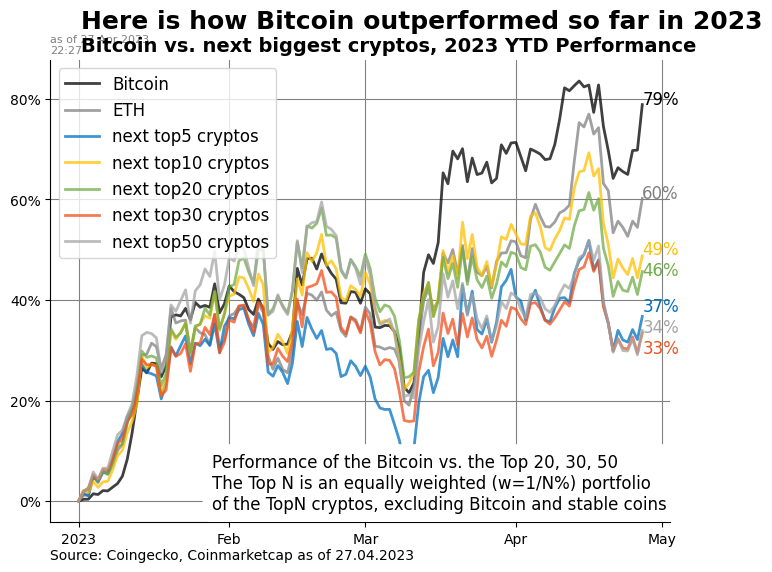 Here is how Bitcoin outperformed so far in 2023
as of 27 Apr 2023
22:27
Bitcoin vs. next biggest cryptos, 2023 YTD Performance
Bitcoin
ETH
next top5 cryptos
next top10 cryptos
next top20 cryptos
next top30 cryptos
next top50 cryptos
80%
60%
40%
20%
0%
79%
60%
49%
46%
37%
34%
33%
Performance of the Bitcoin vs. the Top 20, 30, 50
The Top N is an equally weighted (w=1/N%) portfolio
of the TopN cryptos, excluding Bitcoin and stable coins
2023 Feb Mar Apr May
Source: Coingecko, Coinmarketcap as of 27.04.2023